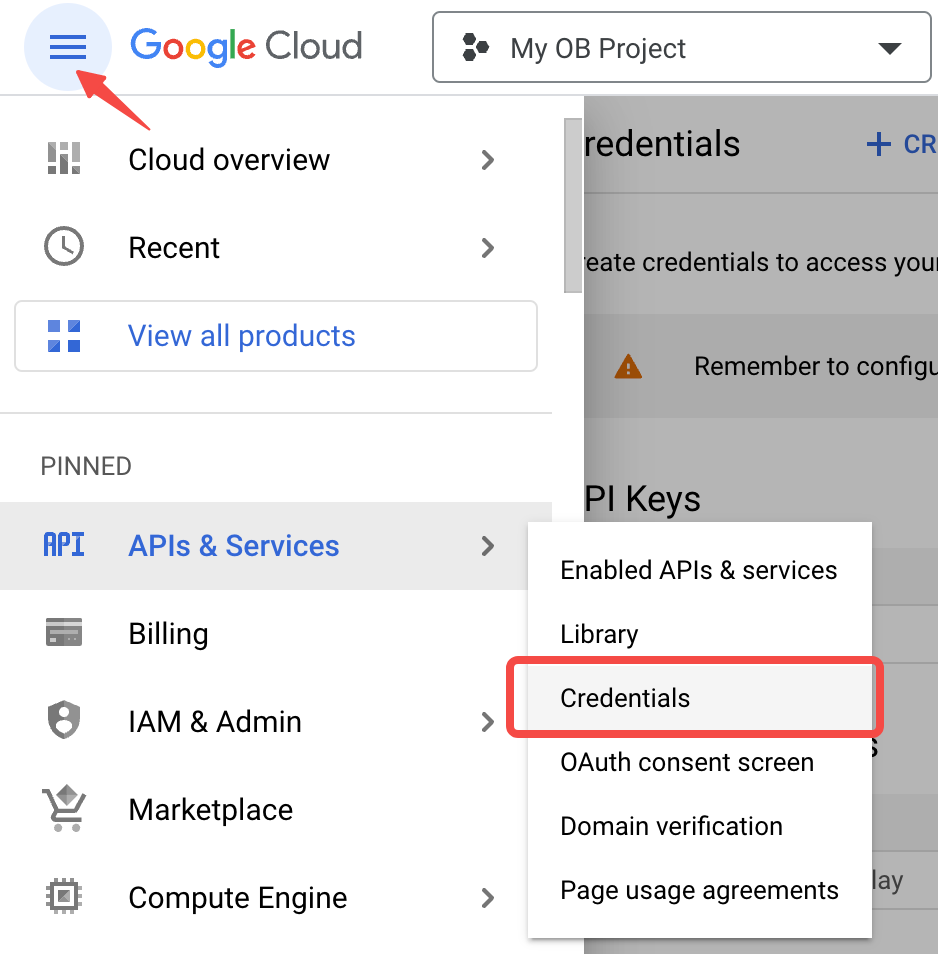 Google Cloud
My OB Project
redentials
CR
Cloud overview
Recent
reate credentials to access your
View all products
Remember to configu
PINNED
PI Keys
API
APIs & Services
Enabled APIs & services
Billing
Library
Credentials
IAM & Admin
s
OAuth consent screen
Marketplace
Domain verification
Page usage agreements
lay
Compute Engine